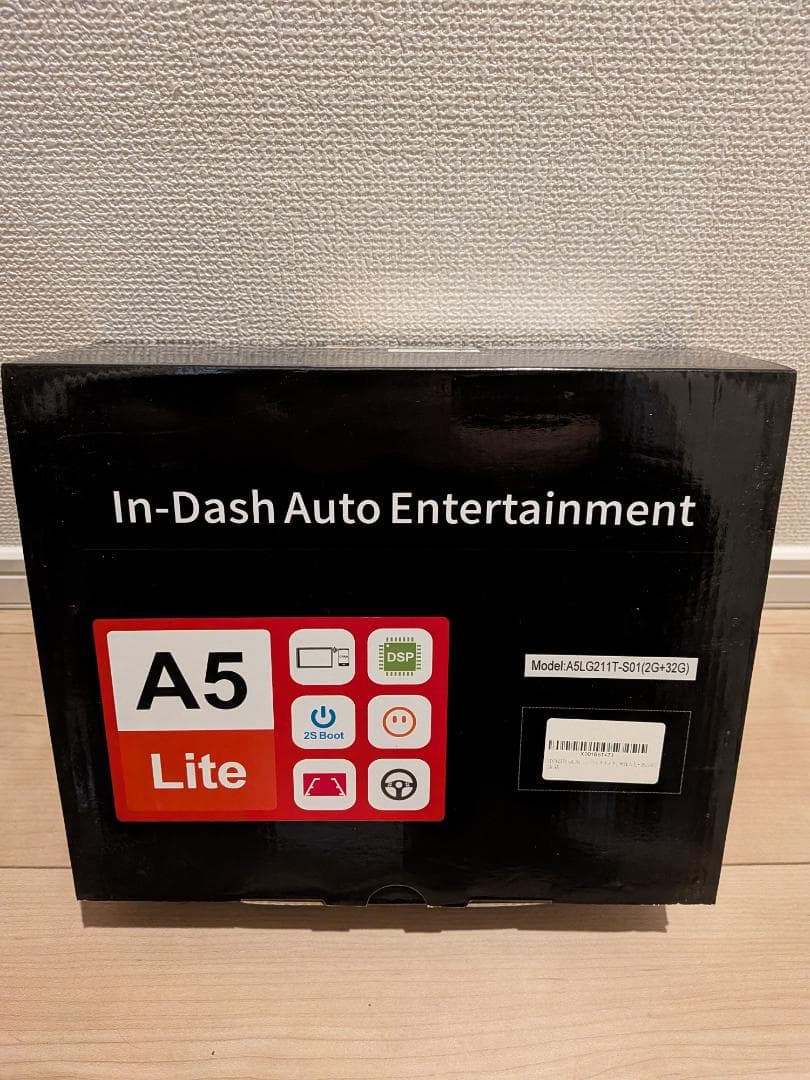 In-Dash Auto Entertainment
A5
Lite
DSP
2S Boot
Model:A5LG211T-S01(2G+32G)